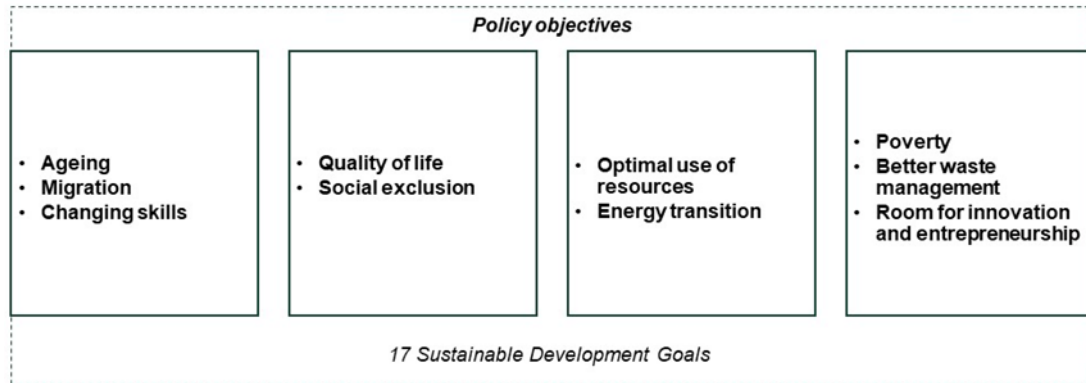 Policy objectives
• Ageing
• Migration
• Changing skills
• Quality of life
• Social exclusion
• Optimal use of
resources
• Energy transition
• Poverty
• Better waste
management
• Room for innovation
and entrepreneurship
17 Sustainable Development Goals